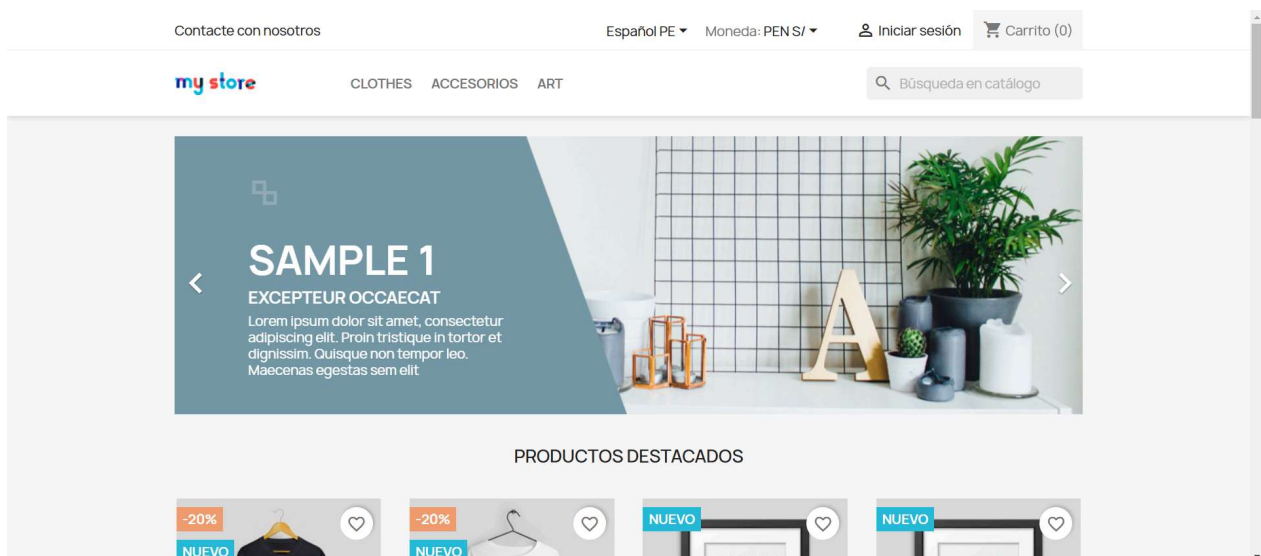 Contacte con nosotros
Español PE Moneda: PEN S/ Iniciar sesión Carrito (0)
my store CLOTHES ACCESORIOS ART Búsqueda en catálogo
SAMPLE 1
EXCEPTEUR OCCAECAT
Lorem ipsum dolor sit amet, consectetur
adipiscing elit. Proin tristique in tortor et
dignissim. Quisque non tempor leo.
Maecenas egestas sem elit
A
PRODUCTOS DESTACADOS
-20% -20% NUEVO NUEVO
NUEVO NUEVO